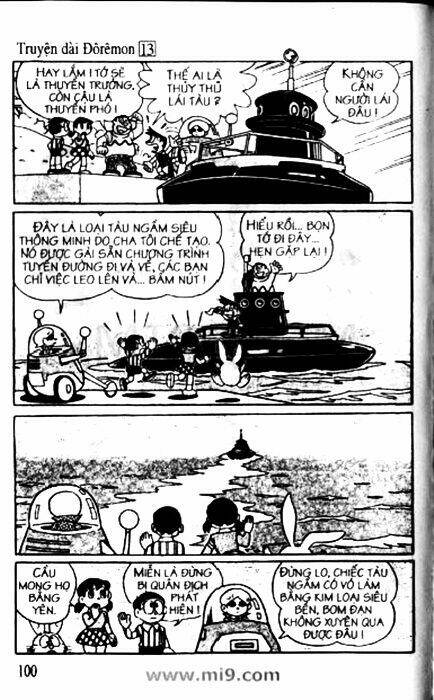 Truyện dài Đôrêmon 13
HAY LẮM ! TỚ SẼ
LÀ THUYỀN TRƯỞNG.
CÒN CẬU LÀ
THUYỀN PHÓ !
THẾ AI LÀ
THỦY THỦ
LÁI TÀU ?
KHÔNG
CẦN
NGƯỜI LÁI
ĐÂU !
ĐÂY LÀ LOẠI TÀU NGẦM SIÊU
THÔNG MINH DO CHA TÔI CHẾ TẠO.
NÓ ĐƯỢC GÀI SẴN CHƯƠNG TRÌNH
TUYẾN ĐƯỜNG ĐI VÀ VỀ, CÁC BẠN
CHỈ VIỆC LEO LÊN VÀ... BẤM NÚT !
HIỂU RỒI... BỌN
TỚ ĐI ĐÂY...
HẸN GẶP LẠI !
CẦU
MONG HỌ
BẰNG
YÊN.
MIỄN LÀ ĐỪNG
BỊ QUÂN ĐỊCH
PHÁT
HIỆN !
ĐỪNG LO, CHIẾC TÀU
NGẦM CÓ VỎ LÀM
BẰNG KIM LOẠI SIÊU
BỀN, BOM ĐẠN
KHÔNG XUYÊN QUA
ĐƯỢC ĐÂU !
100
www.mi9.com